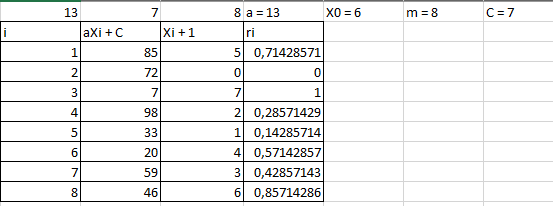 13 7 8 a = 13 X0 = 6 m = 8 C = 7
i aXi + C Xi + 1 ri
1 85 5 0,71428571
2 72 0 0
3 7 7 1
4 98 2 0,28571429
5 33 1 0,14285714
6 20 4 0,57142857
7 59 3 0,42857143
8 46 6 0,85714286